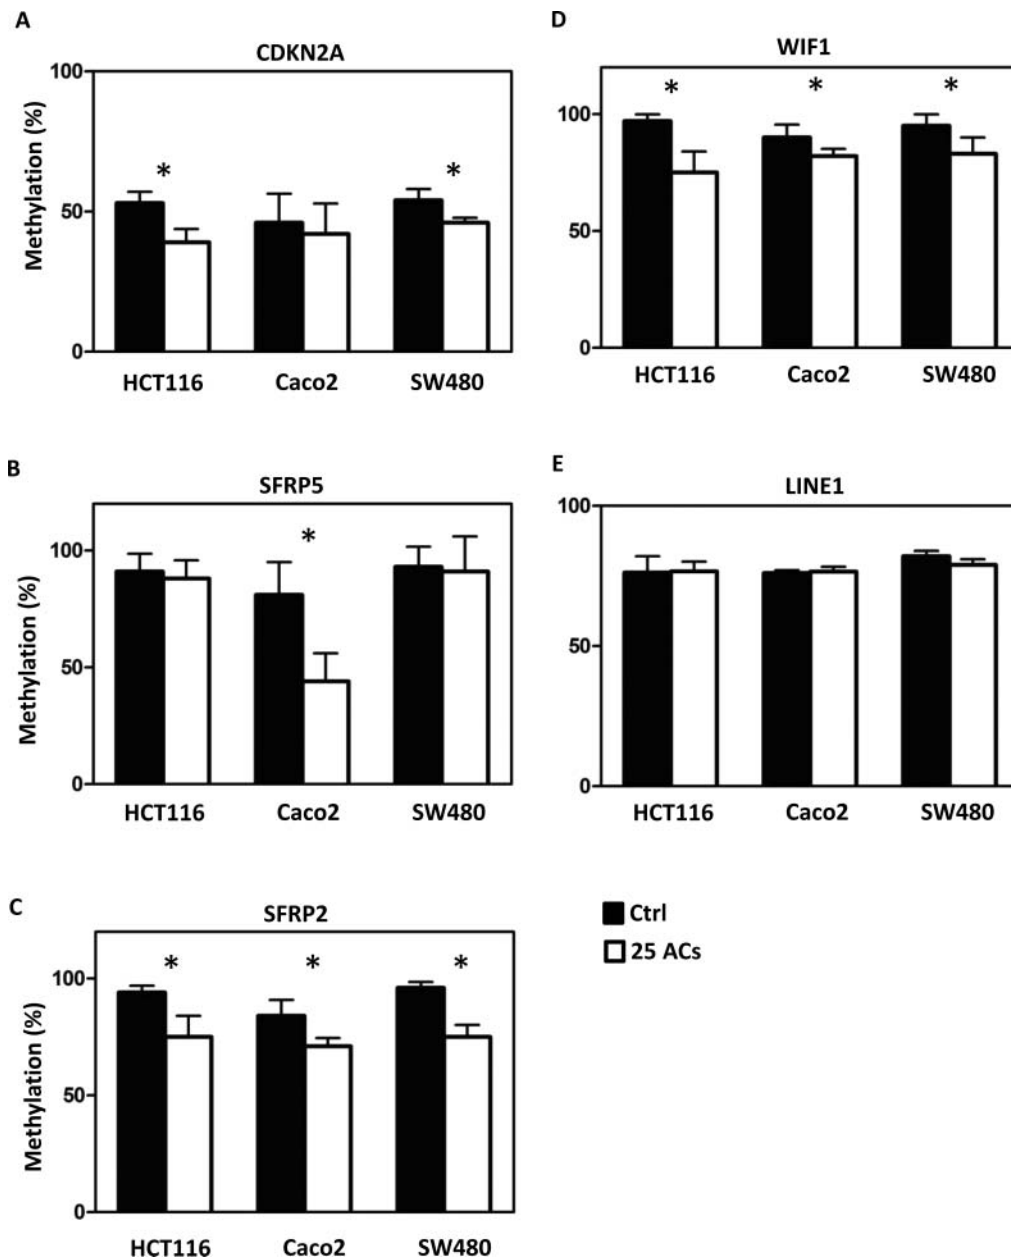 A
CDKN2A
100
50
0
Methylation (%)
*
*
HCT116
Caco2
SW480
B
SFRP5
100
50
0
Methylation (%)
*
HCT116
Caco2
SW480
C
SFRP2
100
50
0
Methylation (%)
*
*
*
HCT116
Caco2
SW480
D
WIF1
100
50
0
*
*
*
HCT116
Caco2
SW480
E
LINE1
100
50
0
HCT116
Caco2
SW480
Ctrl
25 ACs